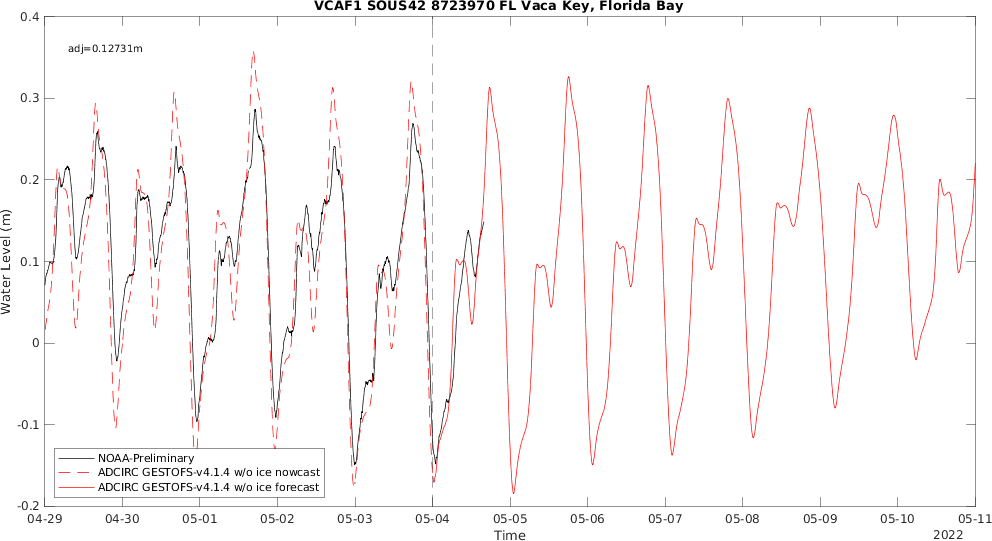 VCAF1 SOUS42 8723970 FL Vaca Key, Florida Bay
0.4
adj=0.12731m
0.3
0.2
0.1
0
-0.1
-0.2
Water Level (m)
NOAA-Preliminary
ADCIRC GESTOFS-v4.1.4 w/o ice nowcast
ADCIRC GESTOFS-v4.1.4 w/o ice forecast
04-29 04-30 05-01 05-02 05-03 05-04 05-05 05-06 05-07 05-08 05-09 05-10 05-11
Time
2022